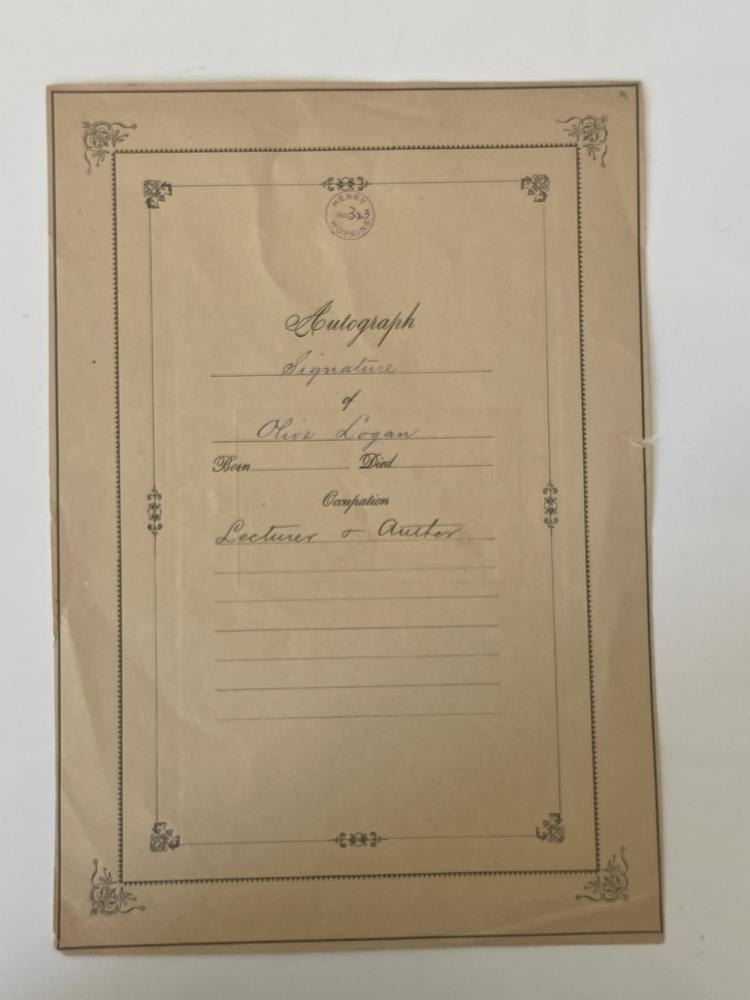 HENRY
No 323
HOPKINS
Autograph
Signature
of
Olive Logan
Born Died
Occupation
Lecturer & Author